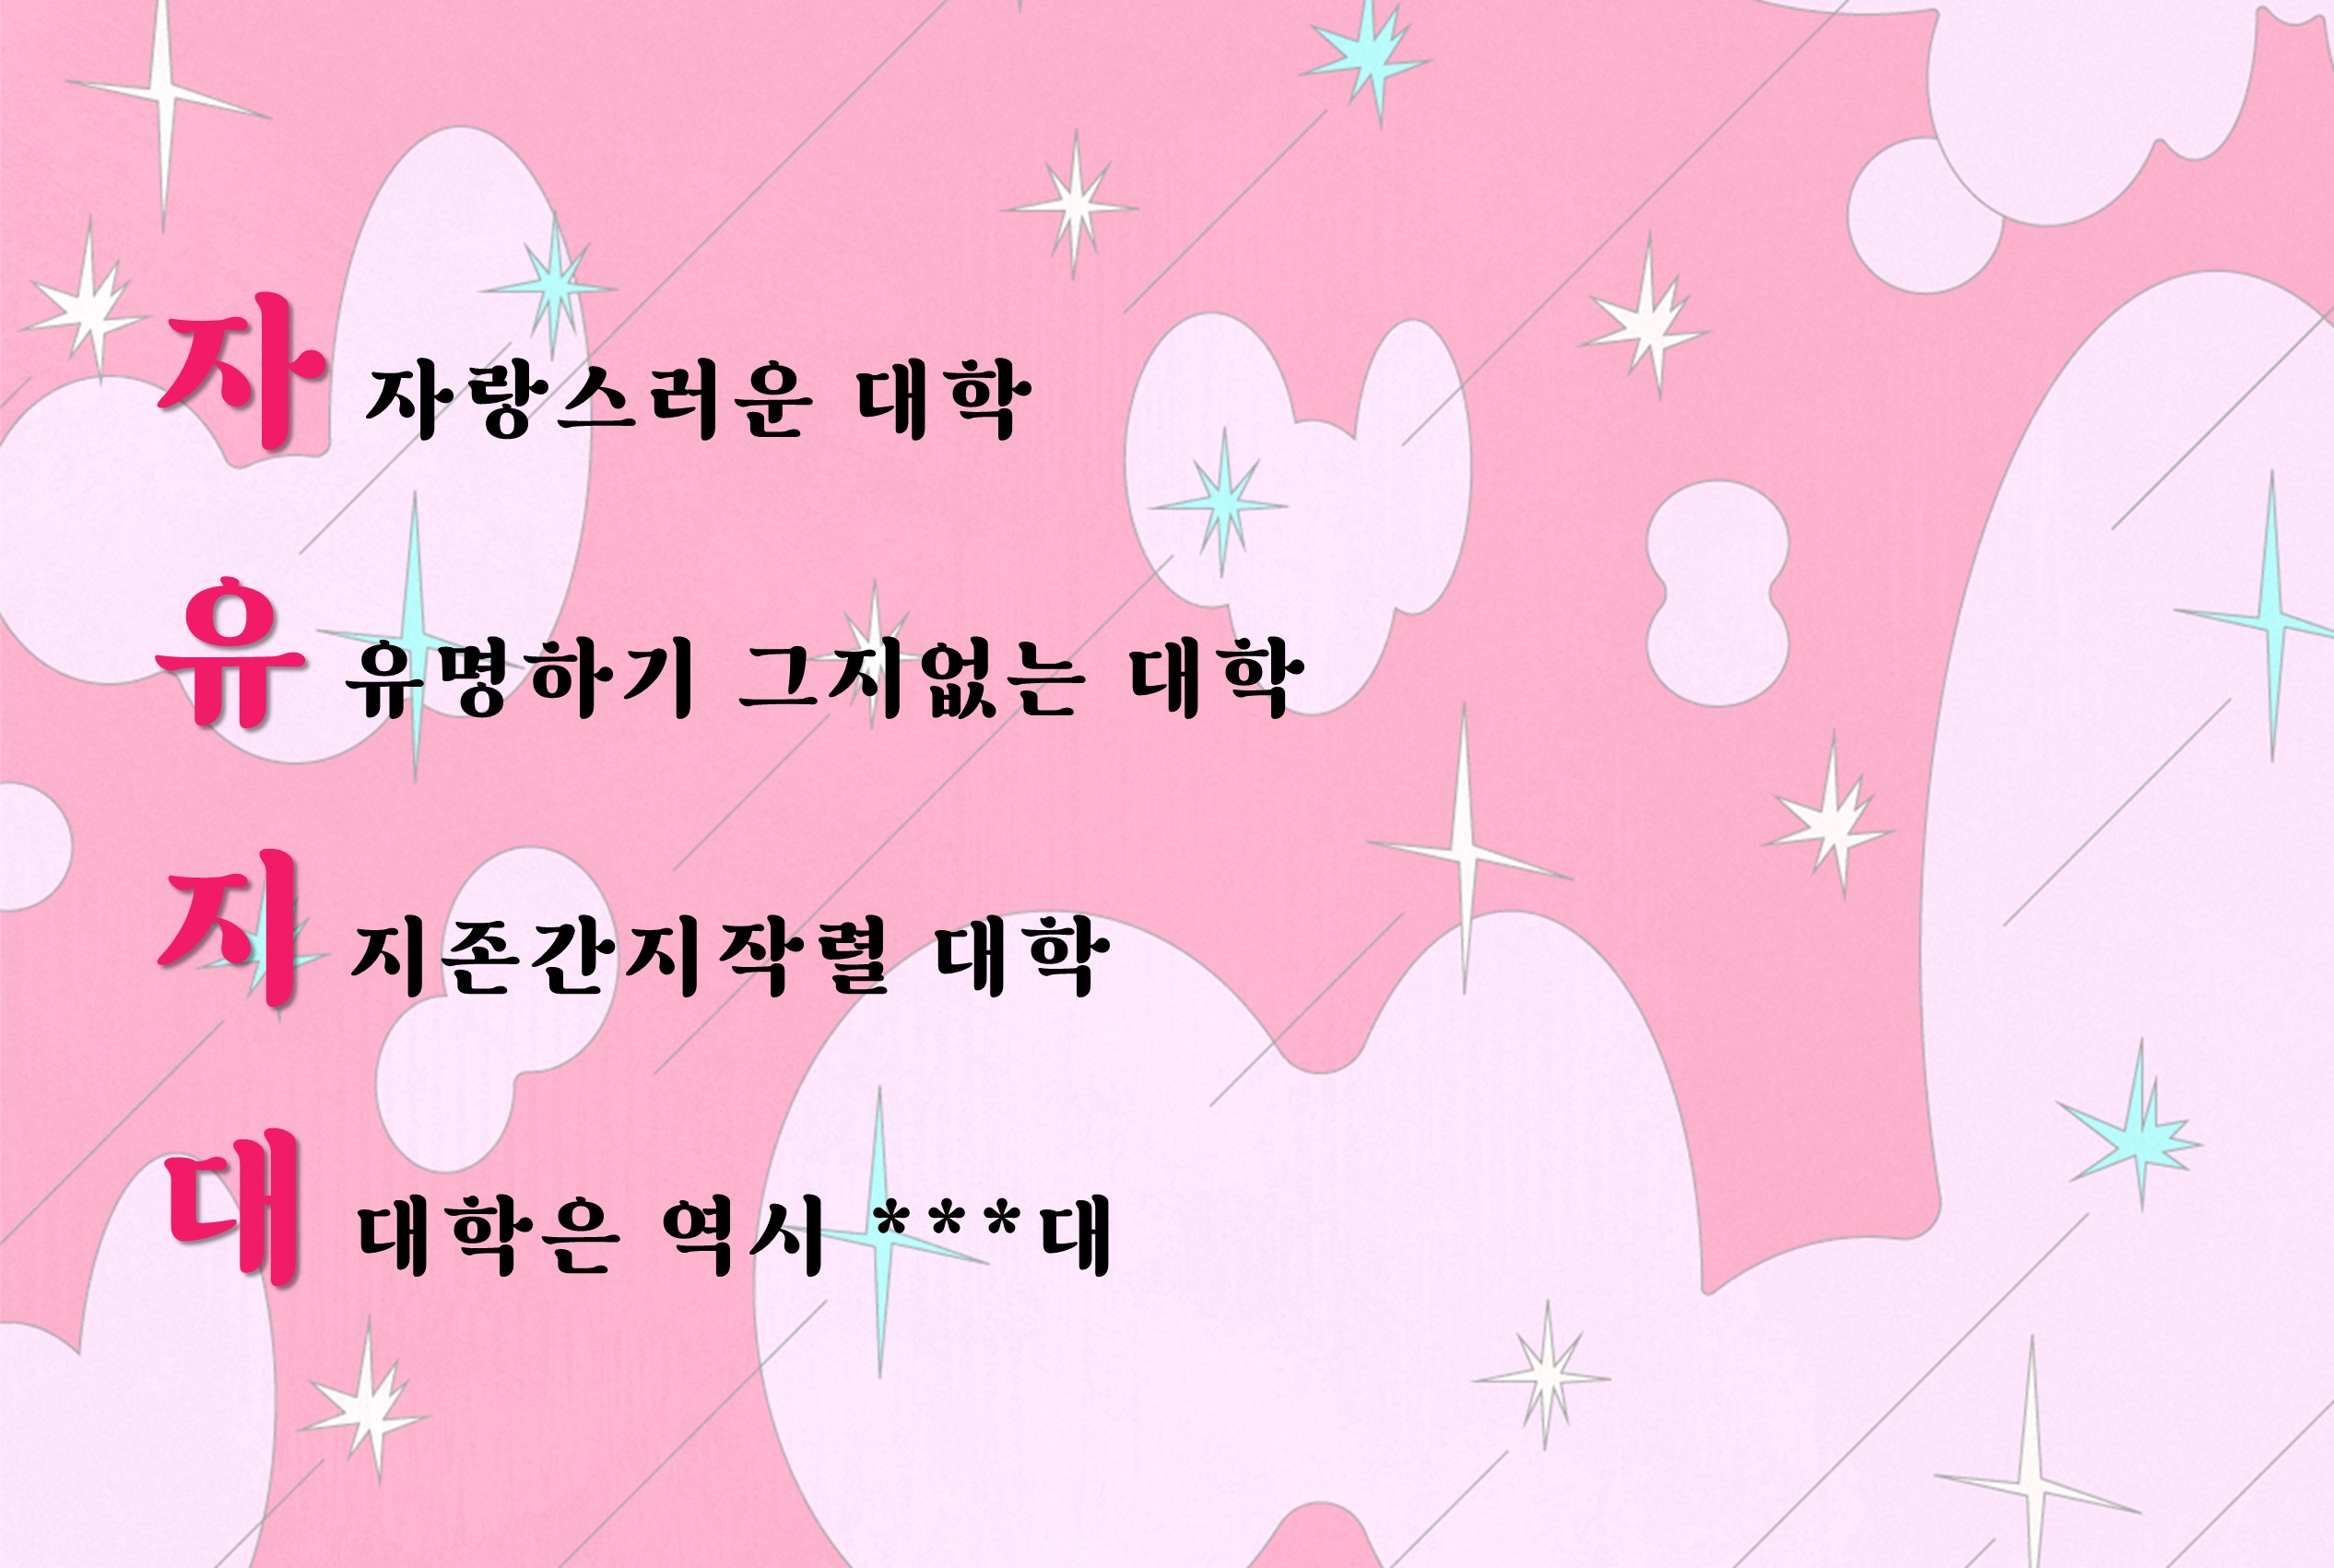 자 자랑스러운 대학
유 유명하기 그지없는 대학
지 지존간지작렬 대학
대 대학은 역시 ***대